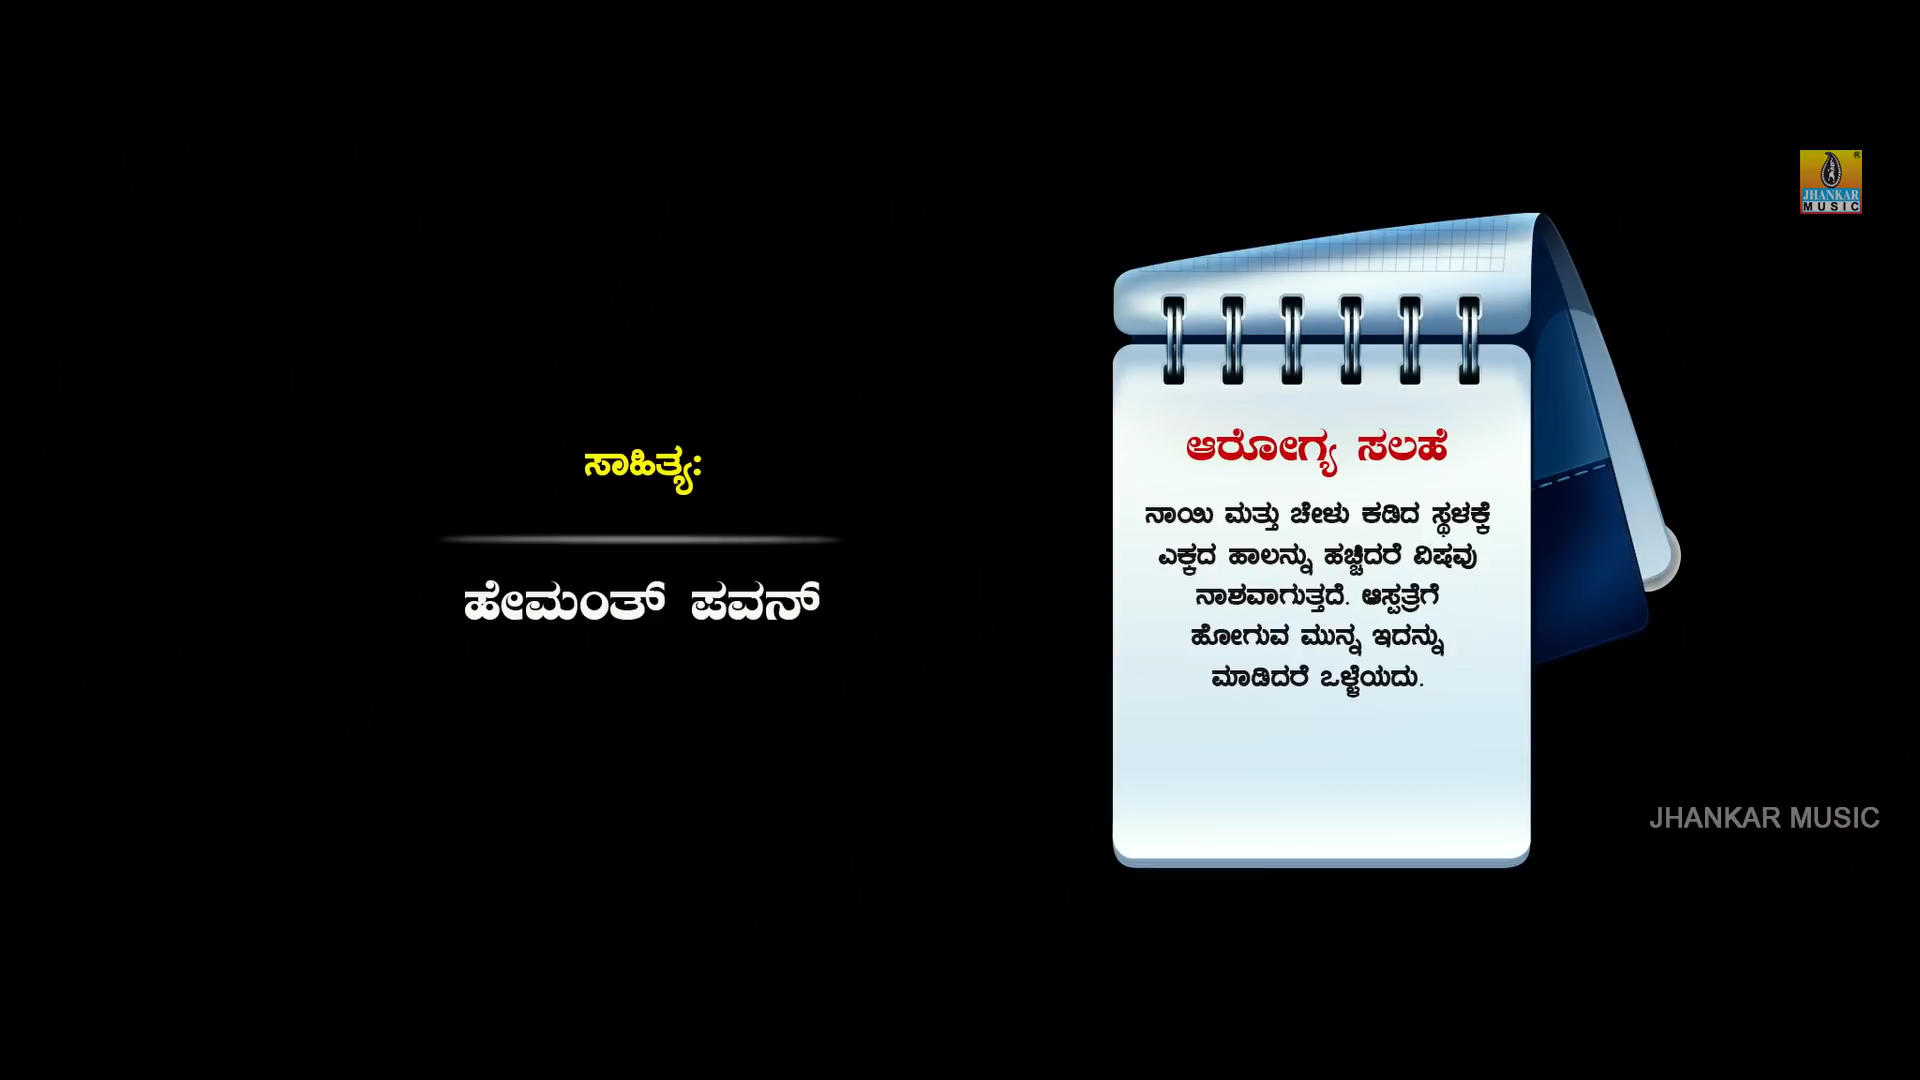 ಸಾಹಿತ್ಯ:
ಹೇಮಂತ್ ಪವನ್
ಆರೋಗ್ಯ ಸಲಹೆ
ನಾಯಿ ಮತ್ತು ಚೇಳು ಕಡಿದ ಸ್ಥಳಕ್ಕೆ
ಎಕ್ಕದ ಹಾಲನ್ನು ಹಚ್ಚಿದರೆ ವಿಷವು
ನಾಶವಾಗುತ್ತದೆ. ಆಸ್ಪತ್ರೆಗೆ
ಹೋಗುವ ಮುನ್ನ ಇದನ್ನು
ಮಾಡಿದರೆ ಒಳ್ಳೆಯದು.
®
JHANKAR
MUSIC
JHANKAR MUSIC